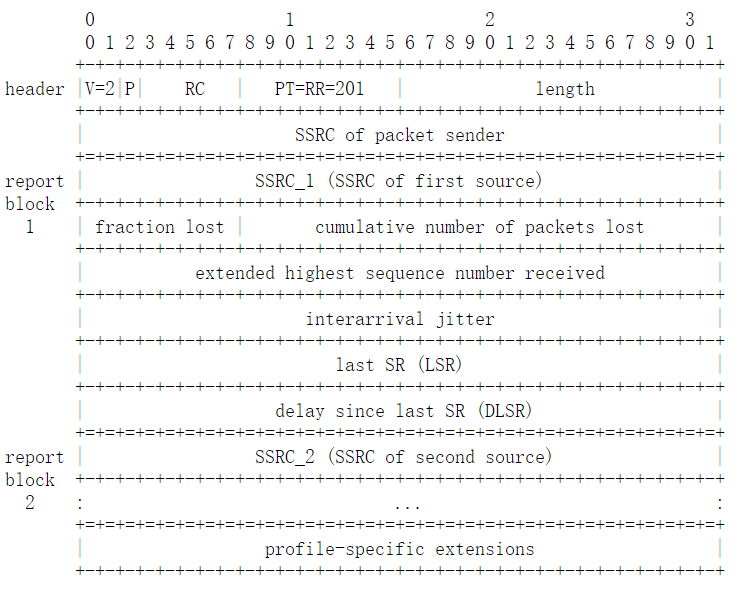 0                   1                   2                   3
        0 1 2 3 4 5 6 7 8 9 0 1 2 3 4 5 6 7 8 9 0 1 2 3 4 5 6 7 8 9 0 1
       +-+-+-+-+-+-+-+-+-+-+-+-+-+-+-+-+-+-+-+-+-+-+-+-+-+-+-+-+-+-+-+-+
header |V=2|P|    RC   |   PT=RR=201   |             length            |
       +-+-+-+-+-+-+-+-+-+-+-+-+-+-+-+-+-+-+-+-+-+-+-+-+-+-+-+-+-+-+-+-+
       |                     SSRC of packet sender                     |
       +=+=+=+=+=+=+=+=+=+=+=+=+=+=+=+=+=+=+=+=+=+=+=+=+=+=+=+=+=+=+=+=+
report |                 SSRC_1 (SSRC of first source)                 |
block  +-+-+-+-+-+-+-+-+-+-+-+-+-+-+-+-+-+-+-+-+-+-+-+-+-+-+-+-+-+-+-+-+
  1    | fraction lost |       cumulative number of packets lost       |
       +-+-+-+-+-+-+-+-+-+-+-+-+-+-+-+-+-+-+-+-+-+-+-+-+-+-+-+-+-+-+-+-+
       |           extended highest sequence number received           |
       +-+-+-+-+-+-+-+-+-+-+-+-+-+-+-+-+-+-+-+-+-+-+-+-+-+-+-+-+-+-+-+-+
       |                      interarrival jitter                      |
       +-+-+-+-+-+-+-+-+-+-+-+-+-+-+-+-+-+-+-+-+-+-+-+-+-+-+-+-+-+-+-+-+
       |                         last SR (LSR)                         |
       +-+-+-+-+-+-+-+-+-+-+-+-+-+-+-+-+-+-+-+-+-+-+-+-+-+-+-+-+-+-+-+-+
       |                   delay since last SR (DLSR)                  |
       +=+=+=+=+=+=+=+=+=+=+=+=+=+=+=+=+=+=+=+=+=+=+=+=+=+=+=+=+=+=+=+=+
report |                 SSRC_2 (SSRC of second source)                |
block  +-+-+-+-+-+-+-+-+-+-+-+-+-+-+-+-+-+-+-+-+-+-+-+-+-+-+-+-+-+-+-+-+
  2    :                               ...                             :
       +=+=+=+=+=+=+=+=+=+=+=+=+=+=+=+=+=+=+=+=+=+=+=+=+=+=+=+=+=+=+=+=+
       |                  profile-specific extensions                  |
       +-+-+-+-+-+-+-+-+-+-+-+-+-+-+-+-+-+-+-+-+-+-+-+-+-+-+-+-+-+-+-+-+